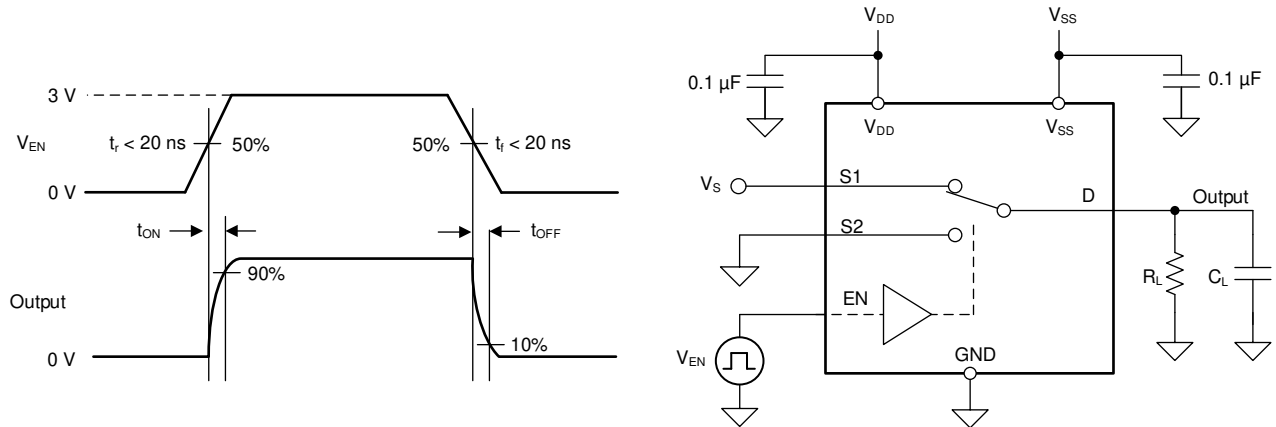 3 V
V_EN
t_r < 20 ns
50%
50%
t_f < 20 ns
0 V
t_ON
t_OFF
90%
Output
10%
0 V
V_DD
V_SS
0.1 µF
0.1 µF
V_DD
V_SS
V_S
S1
D
Output
S2
R_L
C_L
EN
V_EN
GND